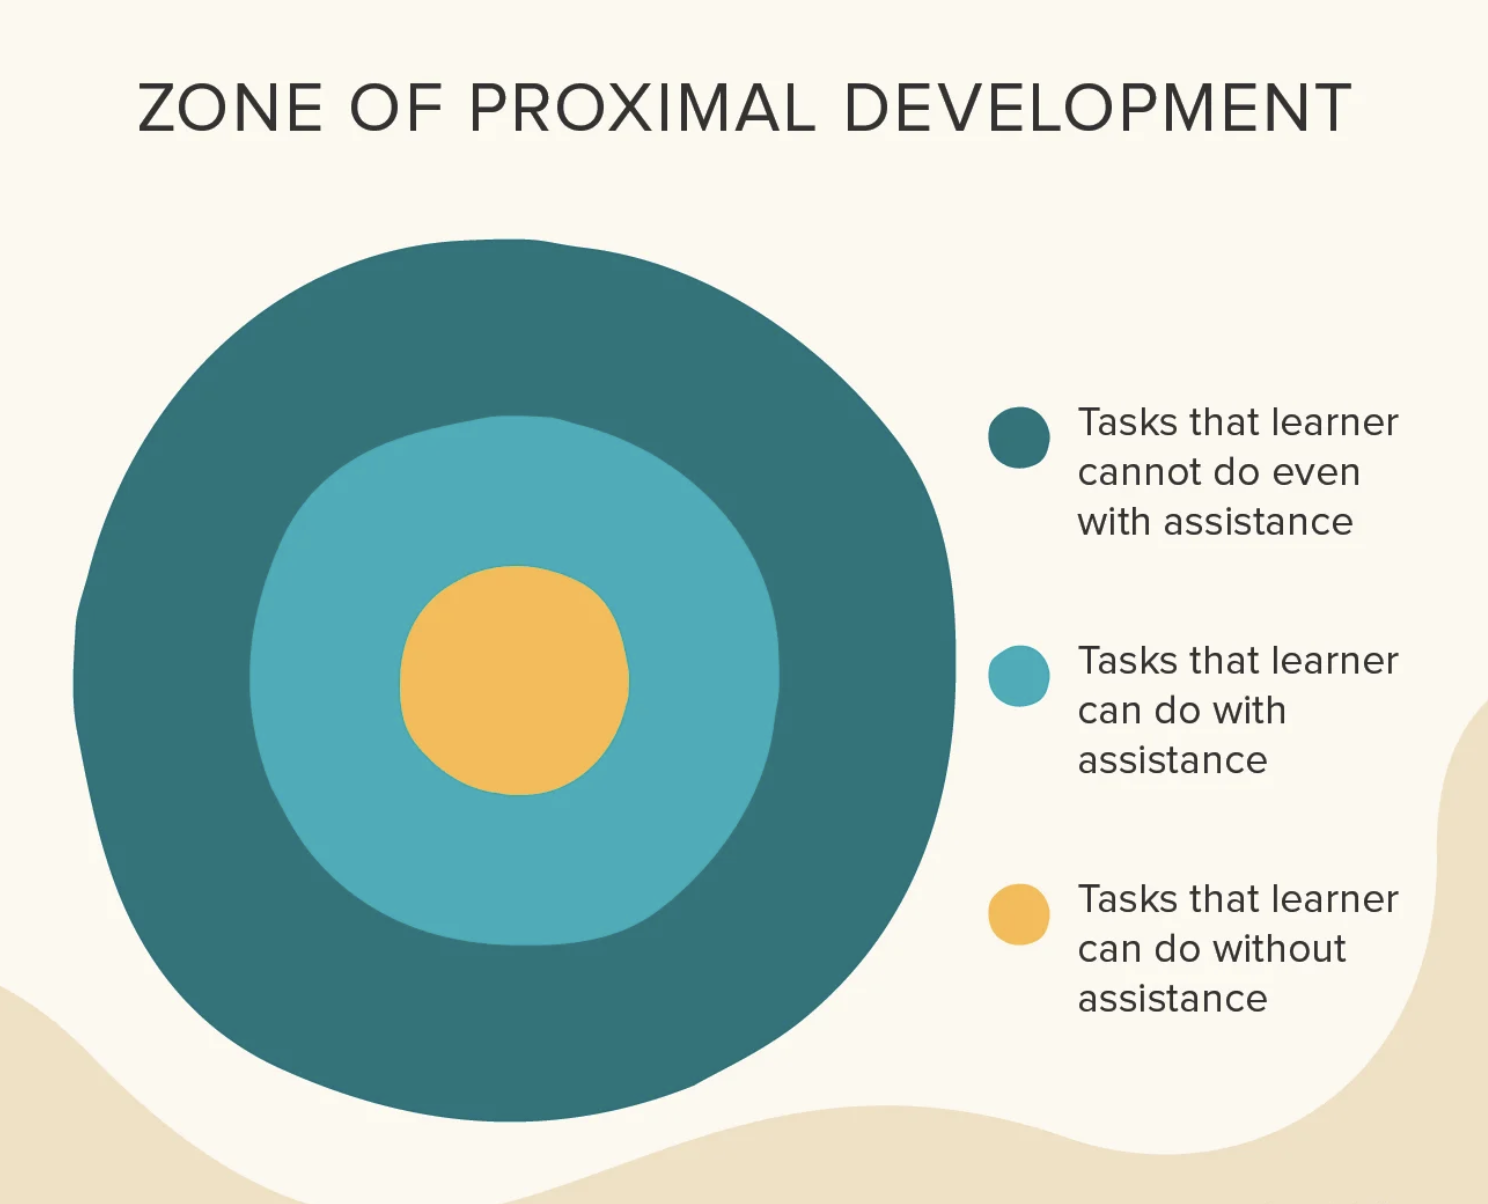 ZONE OF PROXIMAL DEVELOPMENT
Tasks that learner
cannot do even
with assistance
Tasks that learner
can do with
assistance
Tasks that learner
can do without
assistance